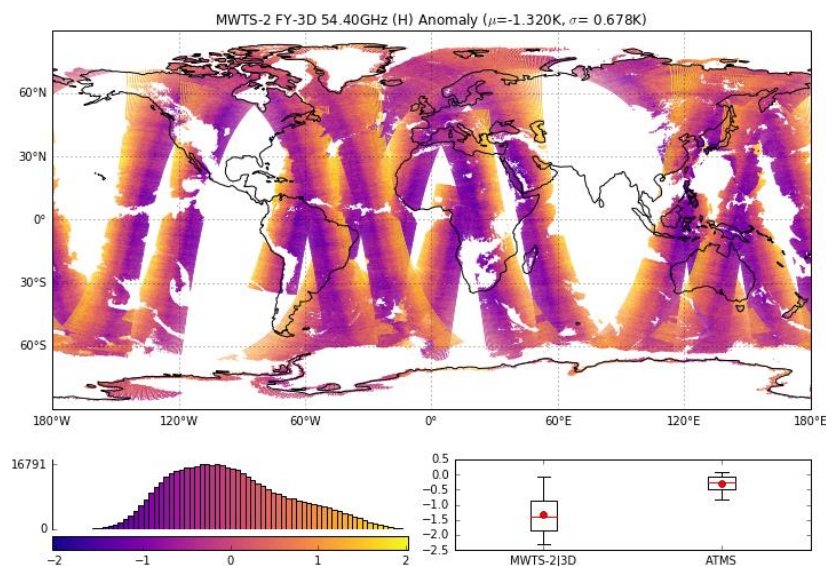 MWTS-2 FY-3D 54.40GHz (H) Anomaly (μ=-1.320K, σ= 0.678K)
60°N
30°N
0°
30°S
60°S
180°W 120°W 60°W 0° 60°E 120°E 180°E
16791
0
−2 −1 0 1 2
0.5
0.0
−0.5
−1.0
−1.5
−2.0
−2.5
MWTS-2|3D ATMS